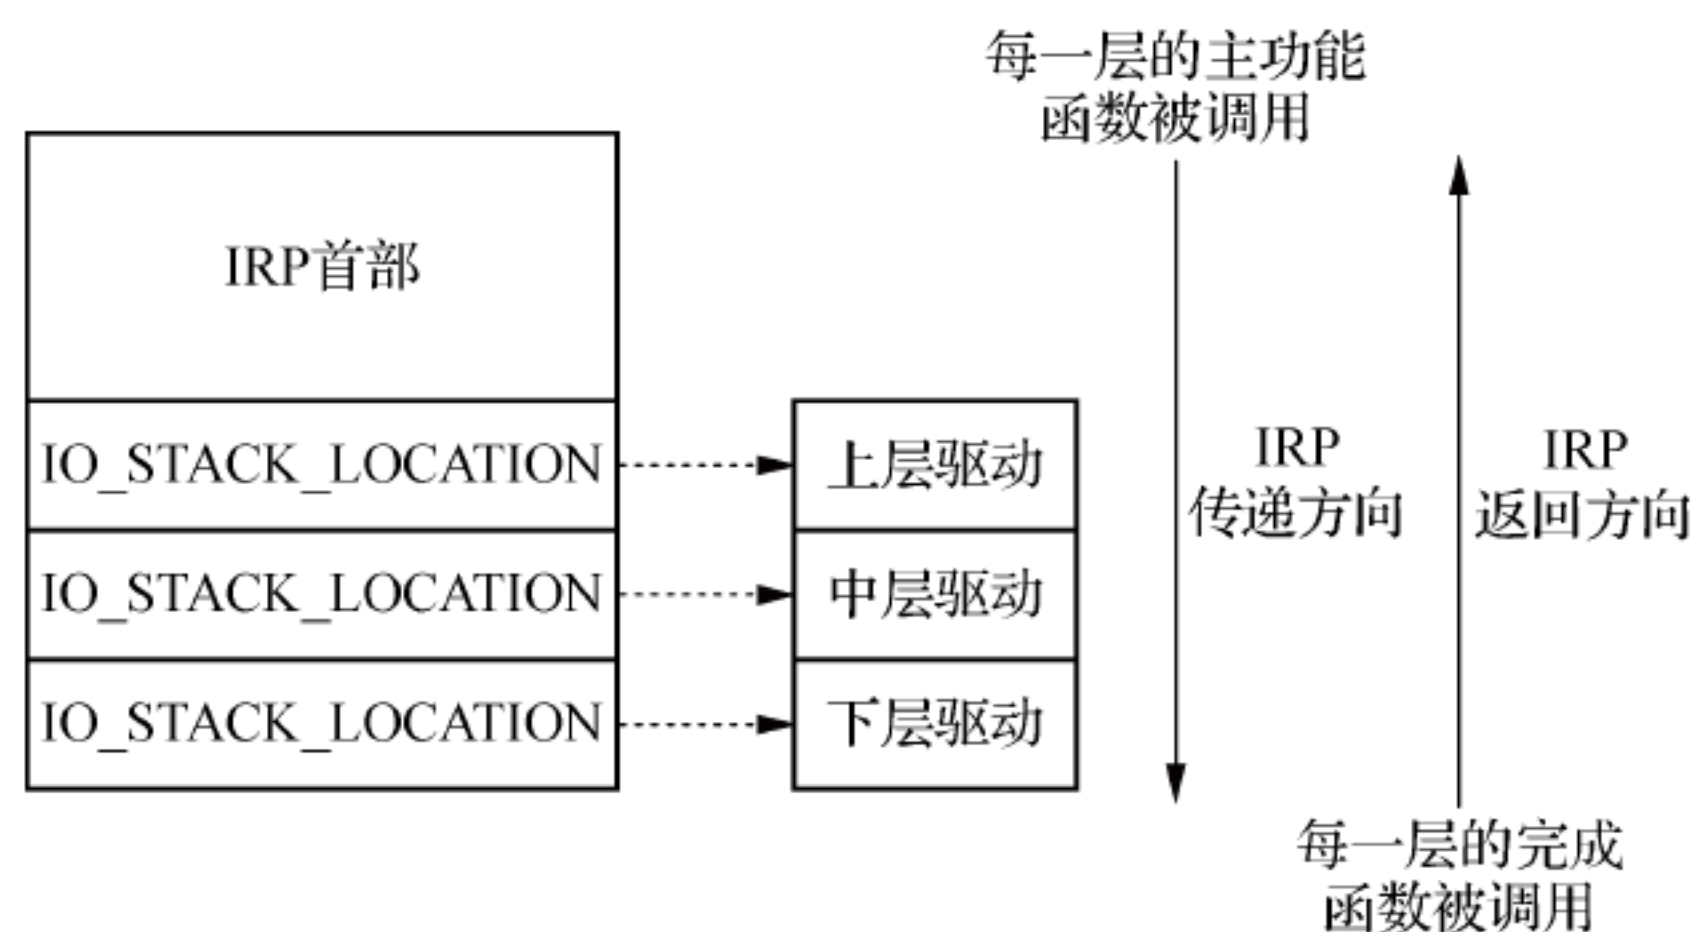 每一层的主功能
函数被调用
IRP首部
IO_STACK_LOCATION
上层驱动
IO_STACK_LOCATION
中层驱动
IO_STACK_LOCATION
下层驱动
IRP
传递方向
IRP
返回方向
每一层的完成
函数被调用